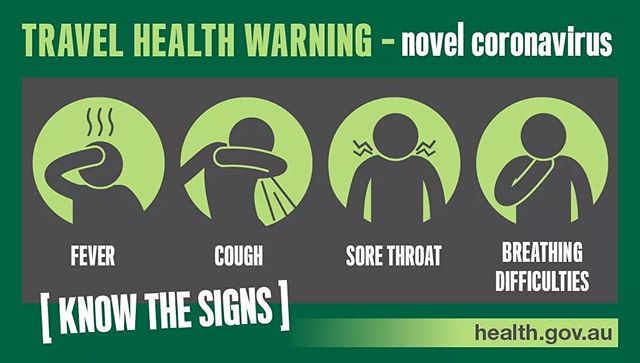 TRAVEL HEALTH WARNING – novel coronavirus
FEVER
COUGH
SORE THROAT
BREATHING
DIFFICULTIES
[ KNOW THE SIGNS ]
health.gov.au